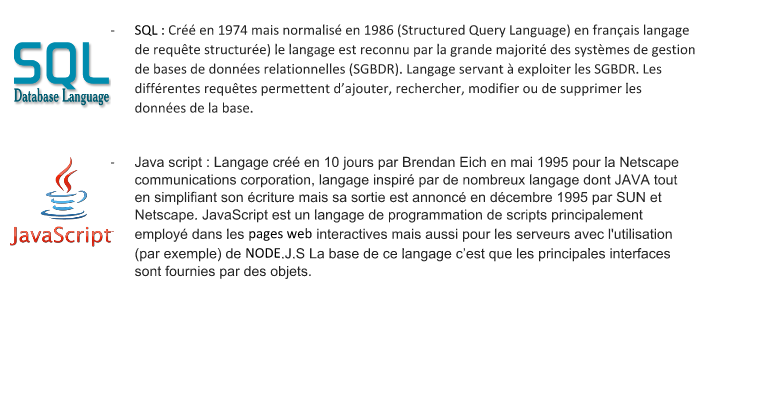 SQL
Database Language
- SQL : Créé en 1974 mais normalisé en 1986 (Structured Query Language) en français langage
de requête structurée) le langage est reconnu par la grande majorité des systèmes de gestion
de bases de données relationnelles (SGBDR). Langage servant à exploiter les SGBDR. Les
différentes requêtes permettent d’ajouter, rechercher, modifier ou de supprimer les
données de la base.
JavaScript
- Java script : Langage créé en 10 jours par Brendan Eich en mai 1995 pour la Netscape
communications corporation, langage inspiré par de nombreux langage dont JAVA tout
en simplifiant son écriture mais sa sortie est annoncé en décembre 1995 par SUN et
Netscape. JavaScript est un langage de programmation de scripts principalement
employé dans les pages web interactives mais aussi pour les serveurs avec l'utilisation
(par exemple) de NODE.J.S La base de ce langage c’est que les principales interfaces
sont fournies par des objets.